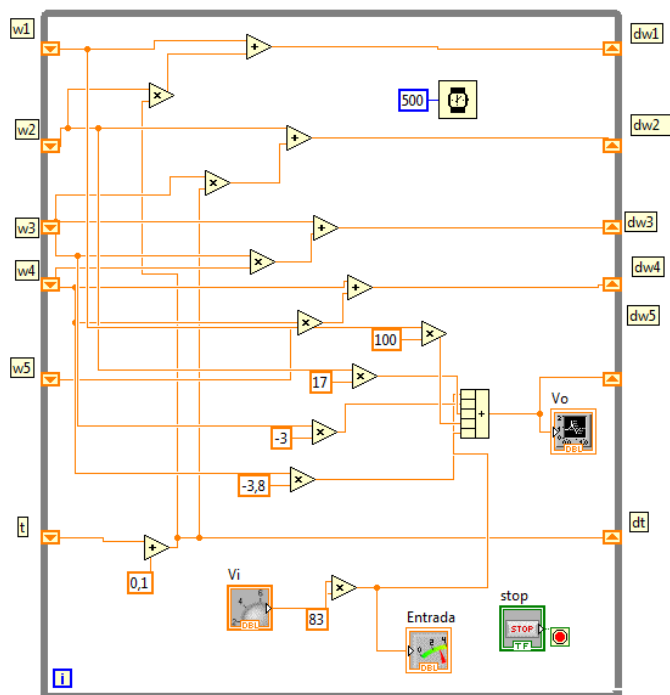 w1
dw1
500
w2
dw2
w3
dw3
w4
dw4
dw5
100
w5
17
Vo
DBL
-3
-3,8
t
dt
0,1
Vi
DBL
83
Entrada
DBL
stop
STOP
TF
i